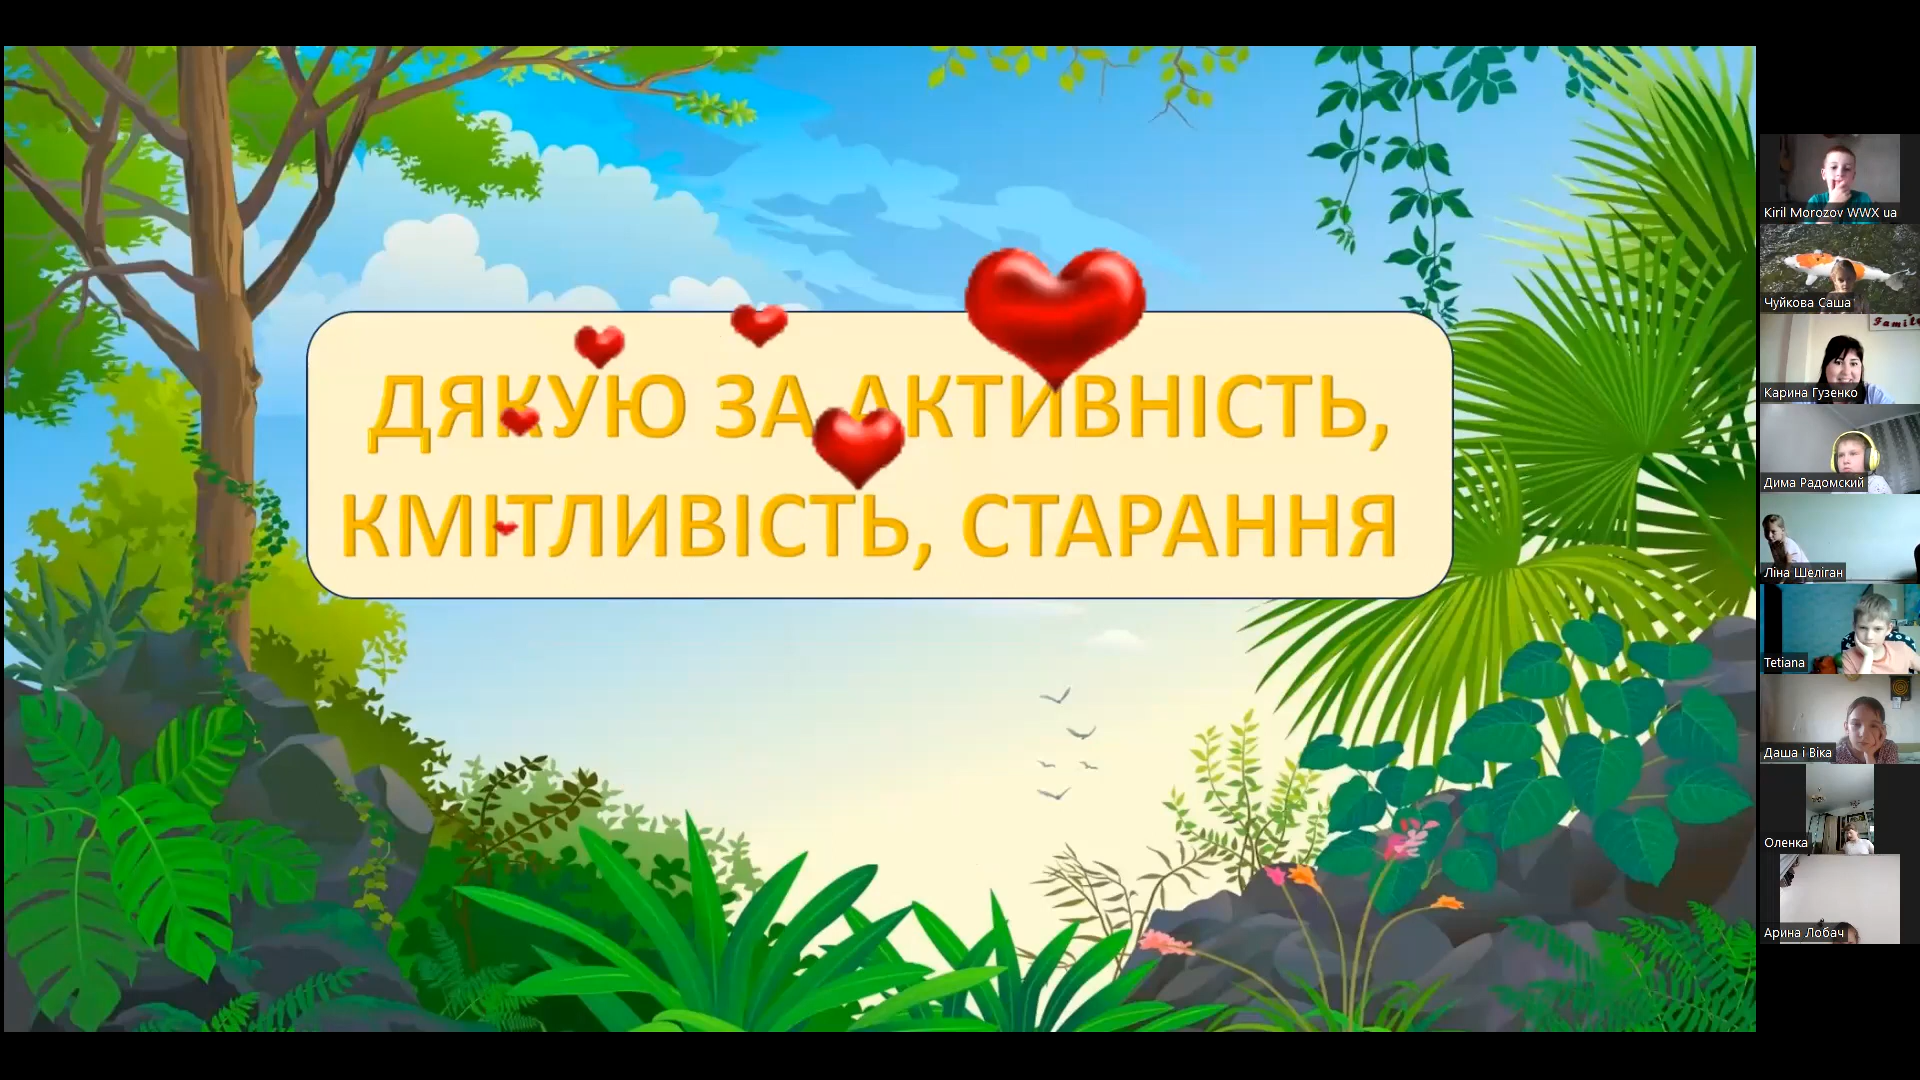 ДЯКУЮ ЗА АКТИВНІСТЬ,
КМІТЛИВІСТЬ, СТАРАННЯ
Kiril Morozov WWX ua
Чуйкова Саша
Family
Карина Гузенко
Дима Радомский
Ліна Шеліган
Tetiana
Даша і Віка
Оленка
Арина Лобач